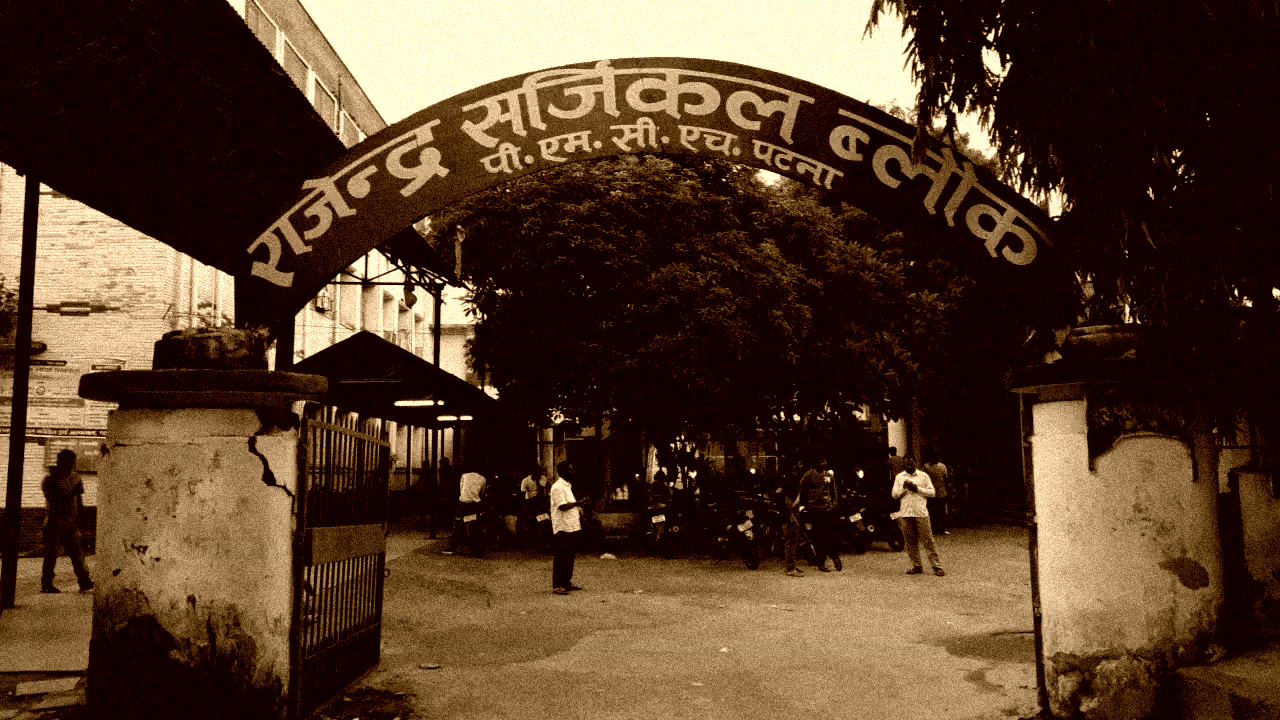 राजेन्द्र सर्जिकल ब्लौक
पी. एम. सी. एच. पटना